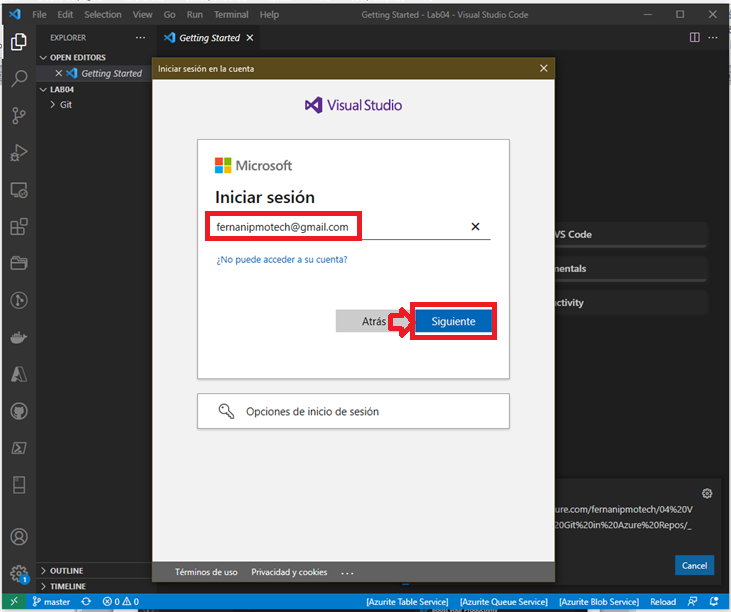 File Edit Selection View Go Run Terminal Help Getting Started - Lab04 - Visual Studio Code
EXPLORER
Getting Started
OPEN EDITORS
Getting Started
LAB04
Git
Iniciar sesión en la cuenta
Visual Studio
Microsoft
Iniciar sesión
fernanipmotech@gmail.com
¿No puede acceder a su cuenta?
Atrás Siguiente
Opciones de inicio de sesión
Términos de uso Privacidad y cookies ...
VS Code
mentals
uctivity
ure.com/fernanipmotech/04%20V
20Git%20in%20Azure%20Repos/_
Cancel
OUTLINE
TIMELINE
1
master 0 0 [Azurite Table Service] [Azurite Queue Service] [Azurite Blob Service] Reload